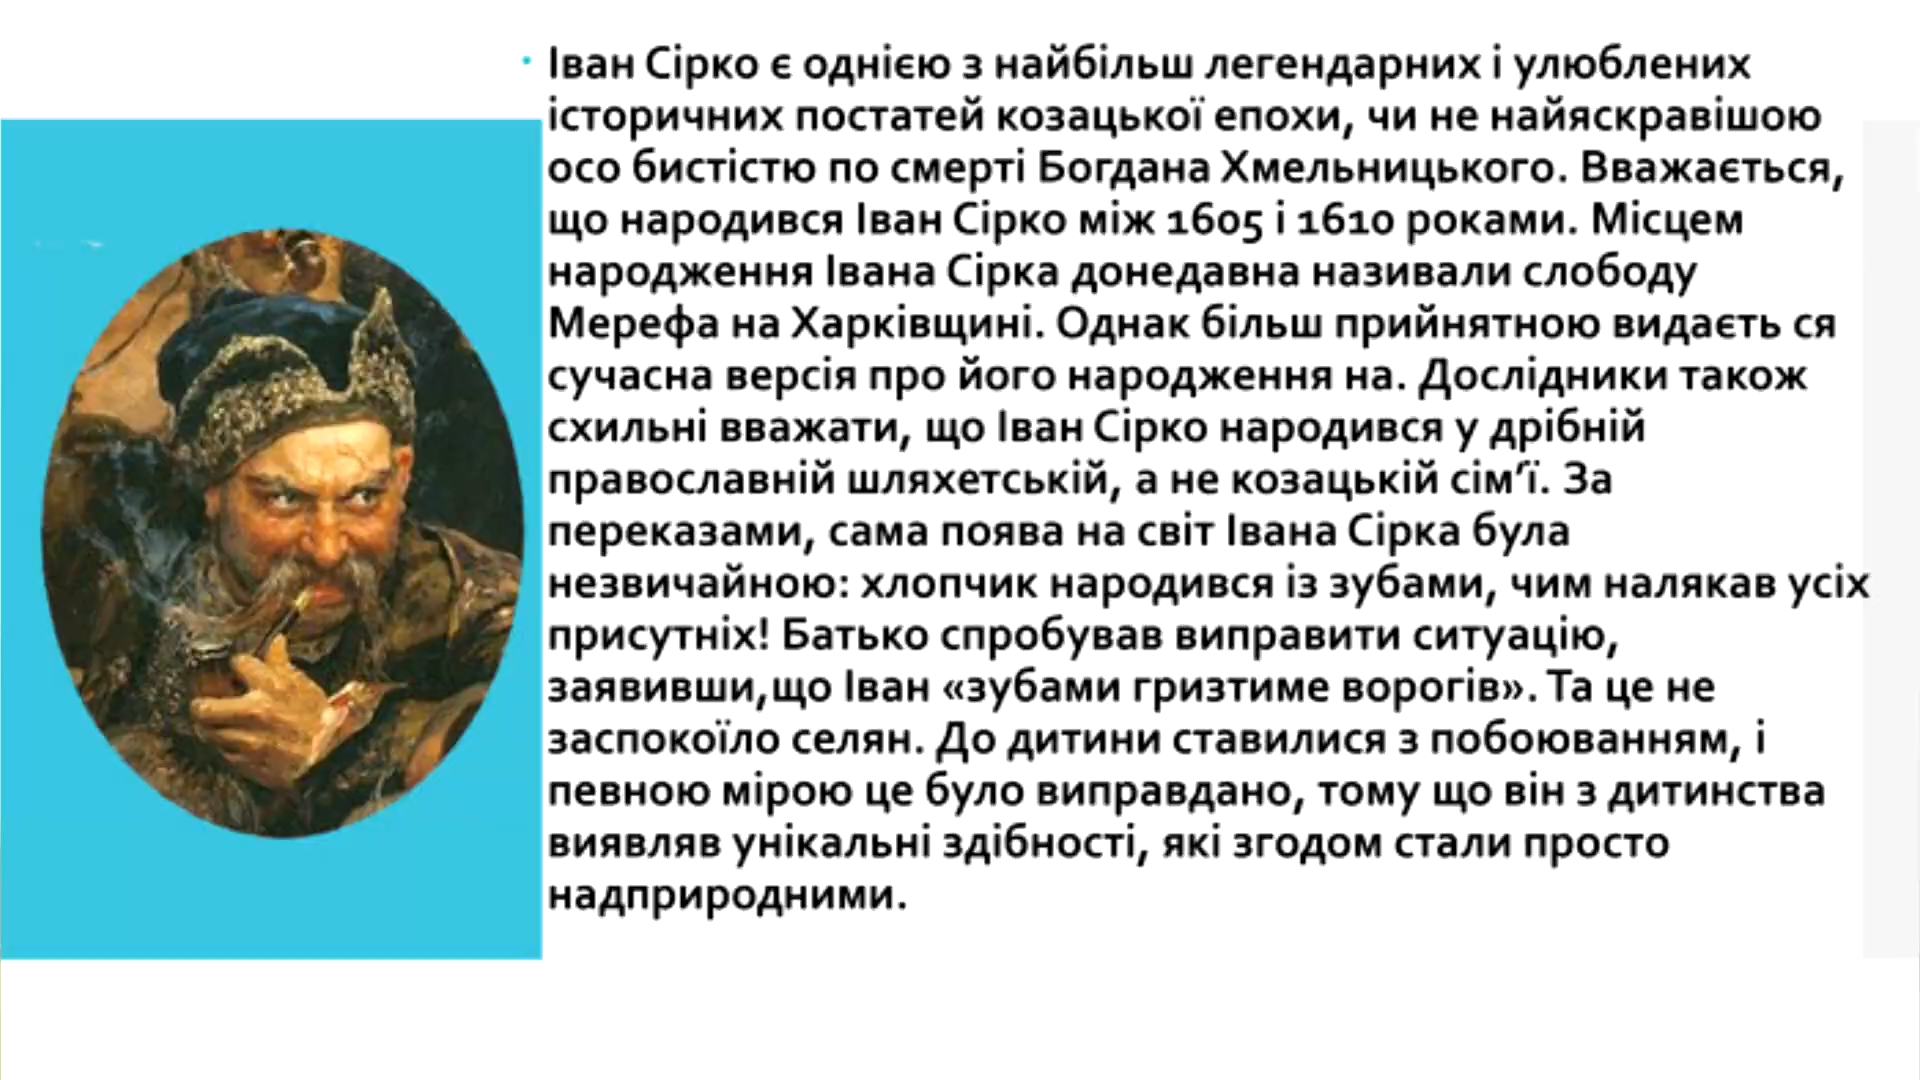 Іван Сірко є однією з найбільш легендарних і улюблених
історичних постатей козацької епохи, чи не найяскравішою
осо бистістю по смерті Богдана Хмельницького. Вважається,
що народився Іван Сірко між 1605 і 1610 роками. Місцем
народження Івана Сірка донедавна називали слободу
Мерефа на Харківщині. Однак більш прийнятною видаєть ся
сучасна версія про його народження на. Дослідники також
схильні вважати, що Іван Сірко народився у дрібній
православній шляхетській, а не козацькій сім’ї. За
переказами, сама поява на світ Івана Сірка була
незвичайною: хлопчик народився із зубами, чим налякав усіх
присутніх! Батько спробував виправити ситуацію,
заявивши,що Іван «зубами гризтиме ворогів». Та це не
заспокоїло селян. До дитини ставилися з побоюванням, і
певною мірою це було виправдано, тому що він з дитинства
виявляв унікальні здібності, які згодом стали просто
надприродними.